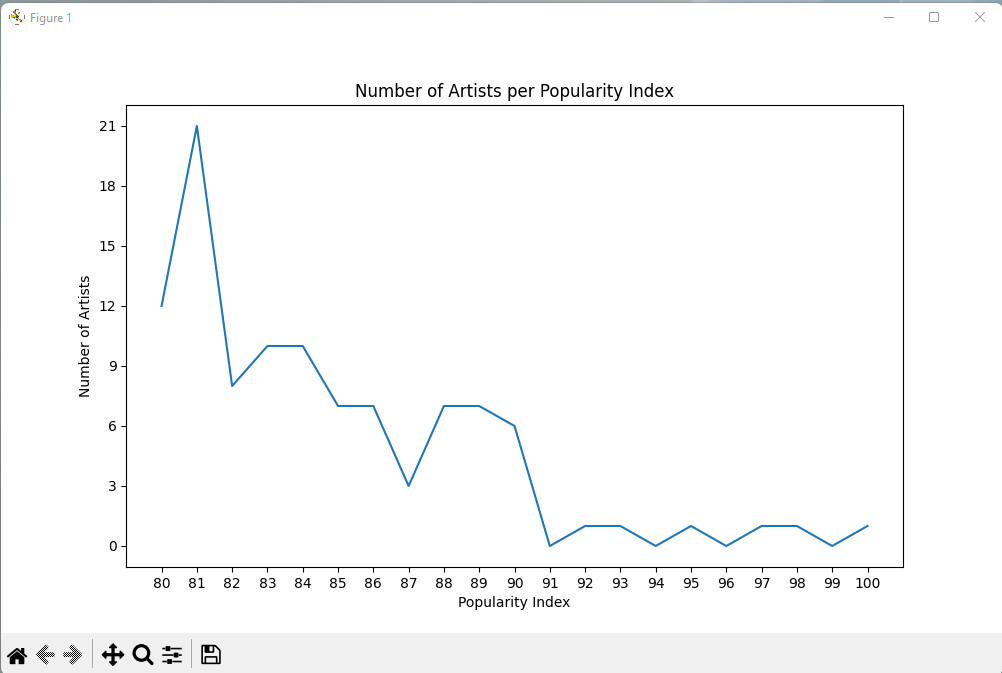 Figure 1
Number of Artists per Popularity Index
21
18
15
12
9
6
3
0
Number of Artists
80 81 82 83 84 85 86 87 88 89 90 91 92 93 94 95 96 97 98 99 100
Popularity Index